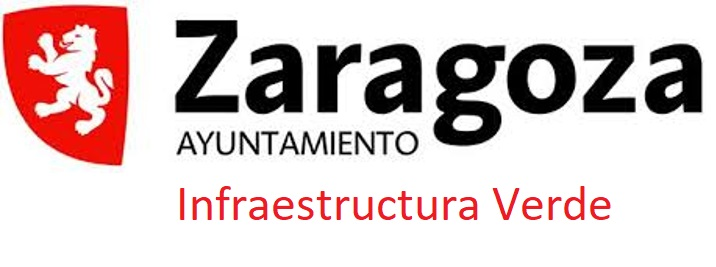 Zaragoza
AYUNTAMIENTO
Infraestructura Verde